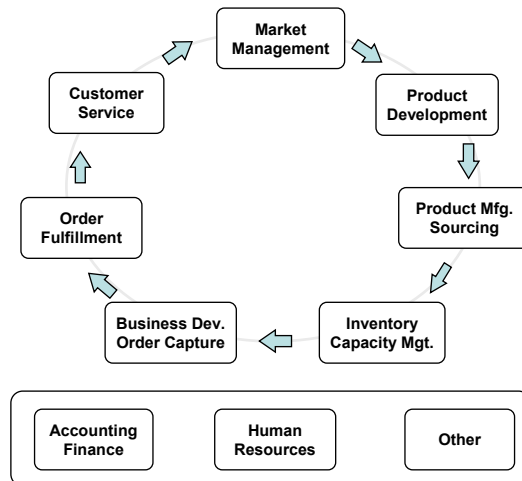 Market
Management
Product
Development
Product Mfg.
Sourcing
Inventory
Capacity Mgt.
Business Dev.
Order Capture
Order
Fulfillment
Customer
Service
Accounting
Finance
Human
Resources
Other